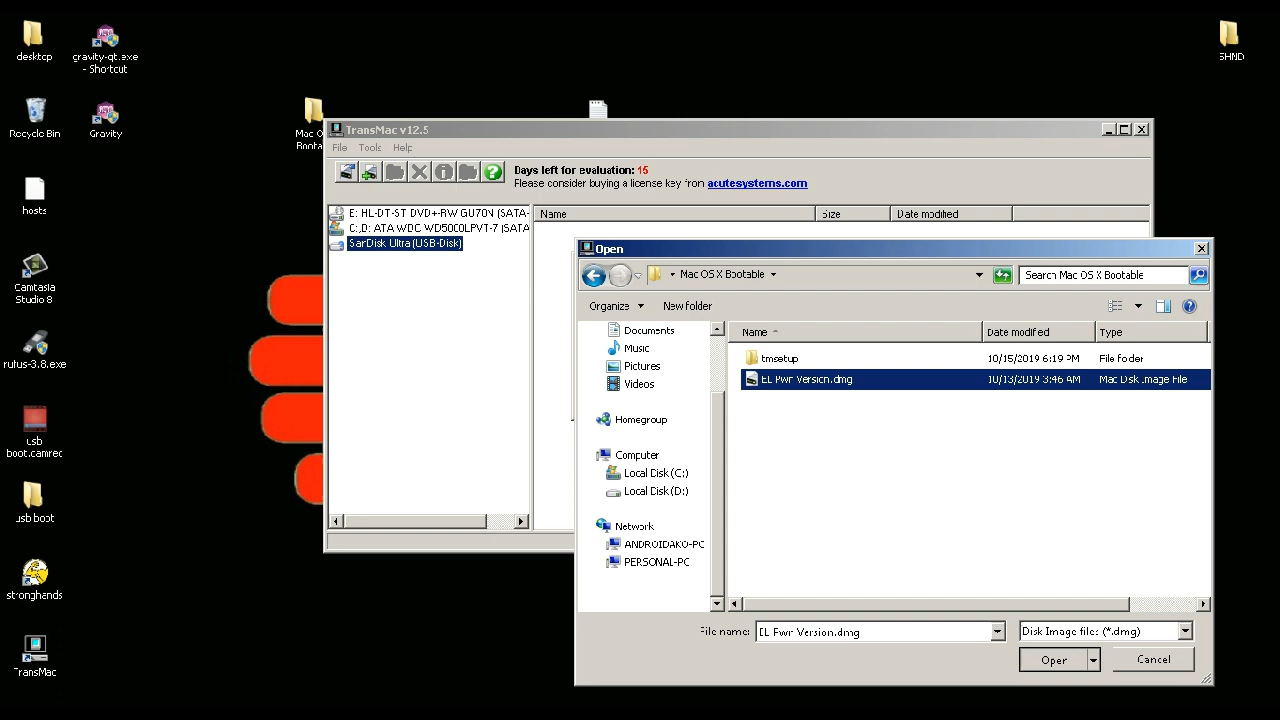 desktop
gravity-qt.exe
- Shortcut
SHND
Recycle Bin
Gravity
Mac O
Boota
hosts
Camtasia
Studio 8
rufus-3.8.exe
usb
boot.camrec
usb boot
stronghands
TransMac
TransMac v12.5
File Tools Help
Days left for evaluation: 15
Please consider buying a license key from acutesystems.com
E: HL-DT-ST DVD+-RW GU70N (SATA-
C:,D: ATA WDC WD5000LPVT-7 (SATA
SanDisk Ultra (USB-Disk)
Name Size Date modified
Open
Mac OS X Bootable
Search Mac OS X Bootable
Organize New folder
Documents
Music
Pictures
Videos
Homegroup
Computer
Local Disk (C:)
Local Disk (D:)
Network
ANDROIDAKO-PC
PERSONAL-PC
Name Date modified Type
tmsetup 10/15/2019 6:19 PM File folder
EL Pwn Version.dmg 10/13/2019 3:46 AM Mac Disk Image File
File name: EL Pwn Version.dmg
Disk Image files (*.dmg)
Open Cancel